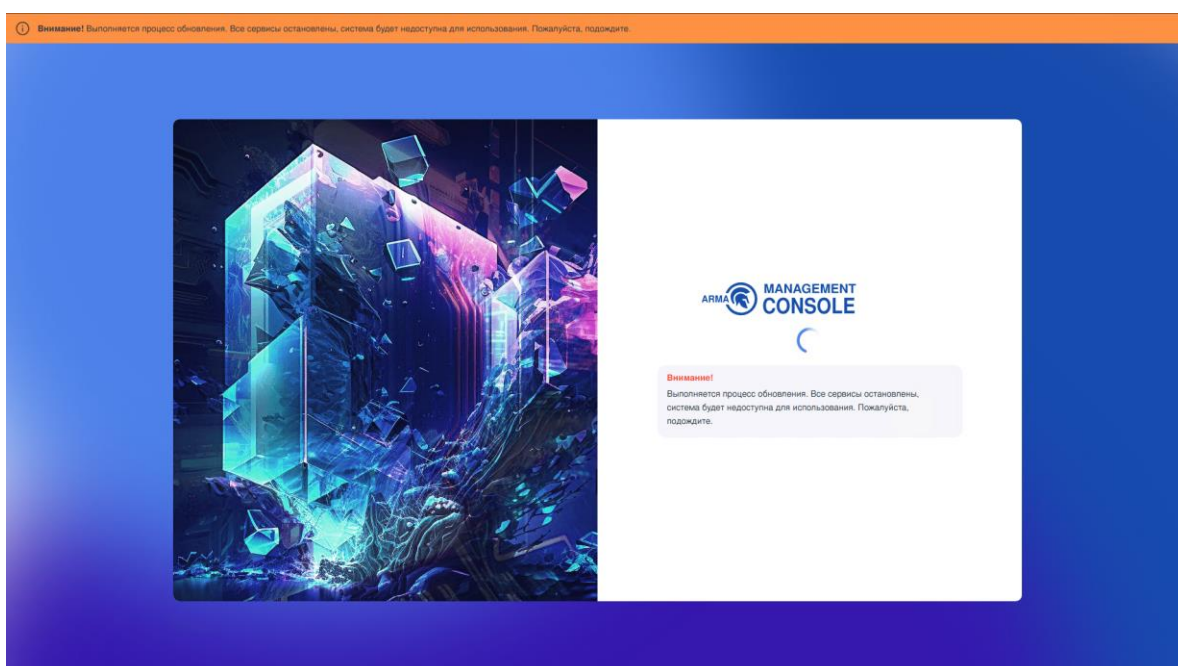 Внимание! Выполняется процесс обновления. Все сервисы остановлены, система будет недоступна для использования. Пожалуйста, подождите.
ARMA
MANAGEMENT
CONSOLE
Внимание!
Выполняется процесс обновления. Все сервисы остановлены,
система будет недоступна для использования. Пожалуйста,
подождите.